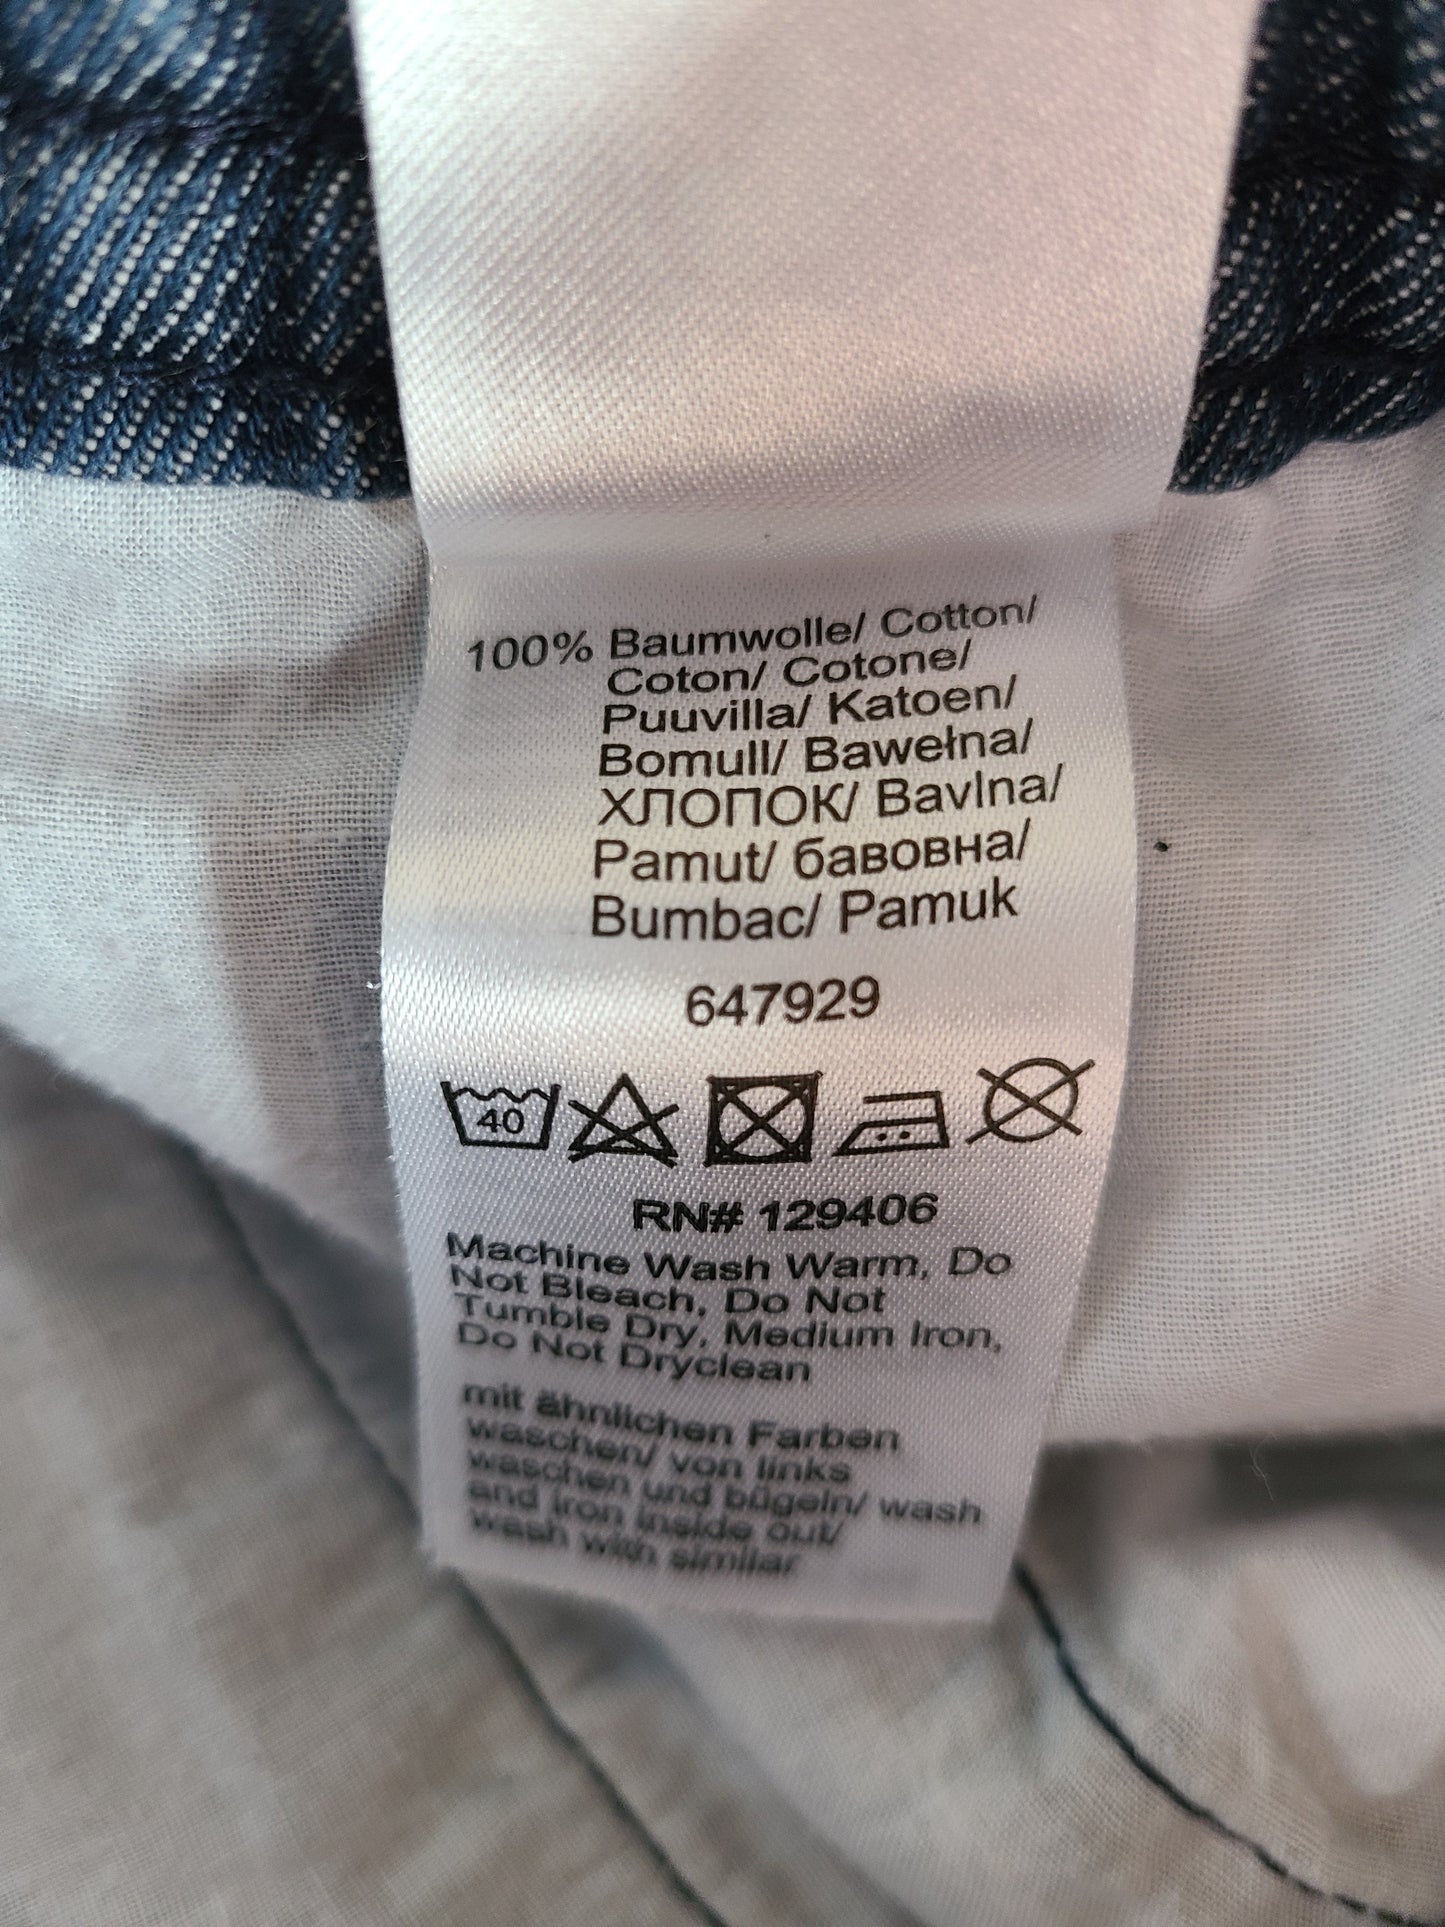 100% Baumwolle/ Cotton/
Coton/ Cotone/
Puuvilla/ Katoen/
Bomull/ Bawełna/
ХЛОПОК/ Bavlna/
Pamut/ бавовна/
Bumbac/ Pamuk
647929
40
RN# 129406
Machine Wash Warm, Do
Not Bleach, Do Not
Tumble Dry, Medium Iron,
Do Not Dryclean
mit ähnlichen Farben
waschen/ von links
waschen und bügeln/ wash
and iron inside out/
wash with similar